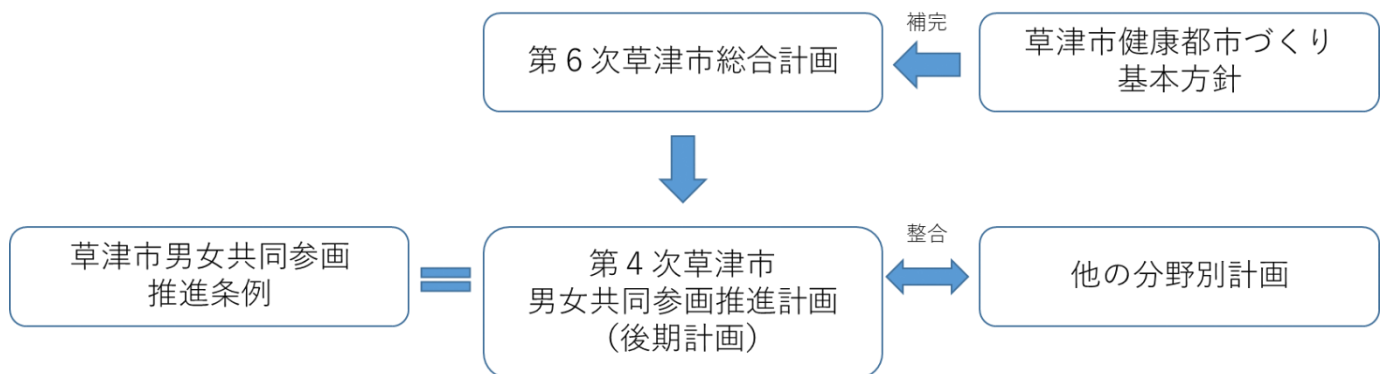 補完
第6次草津市総合計画
草津市健康都市づくり
基本方針
草津市男女共同参画
推進条例
第4次草津市
男女共同参画推進計画
（後期計画）
整合
他の分野別計画